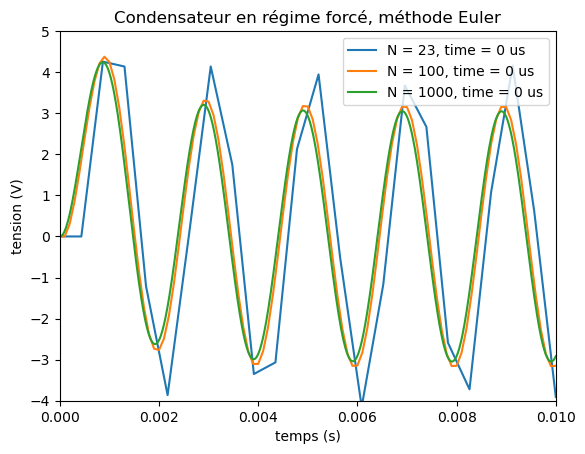 Condensateur en régime forcé, méthode Euler
N = 23, time = 0 us
N = 100, time = 0 us
N = 1000, time = 0 us
tension (V)
5
4
3
2
1
0
−1
−2
−3
−4
0.000
0.002
0.004
0.006
0.008
0.010
temps (s)